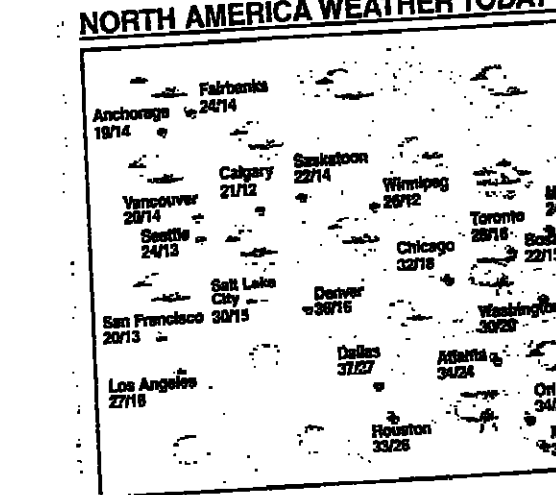 NORTH AMERICA WEATHER TODAY
Fairbanks
24/14
Anchorage
19/14
Calgary
21/12
Saskatoon
22/14
Winnipeg
26/12
Vancouver
20/14
Seattle
24/13
Toronto
28/16
22/15
Chicago
32/18
Salt Lake
City
30/15
Denver
36/16
San Francisco
20/13
Washington
30/20
Dallas
37/27
Atlanta
34/24
Los Angeles
27/18
Houston
33/26